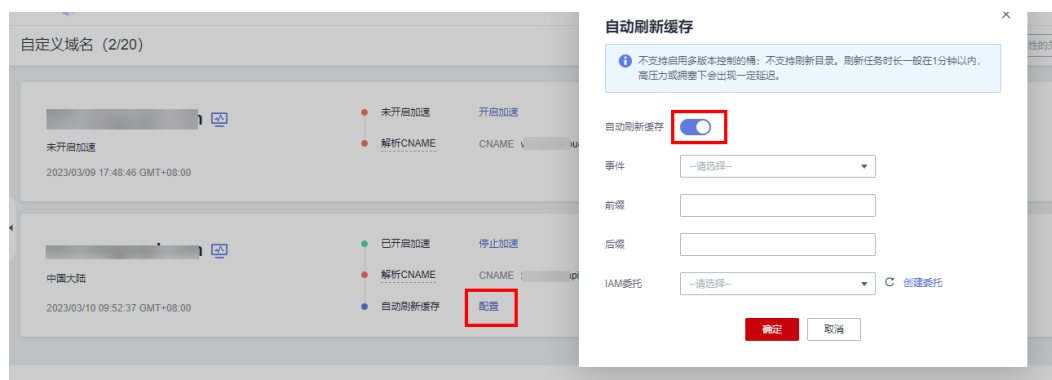 自定义域名（2/20）
未开启加速
2023/03/09 17:48:46 GMT+08:00
未开启加速
开启加速
解析CNAME
CNAME
中国大陆
2023/03/10 09:52:37 GMT+08:00
已开启加速
停止加速
解析CNAME
CNAME
自动刷新缓存
配置
自动刷新缓存
不支持启用多版本控制的桶；不支持刷新目录。刷新任务时长一般在1分钟以内，
高压力或拥塞下会出现一定延迟。
自动刷新缓存
事件
--请选择--
前缀
后缀
IAM委托
--请选择--
创建委托
确定
取消